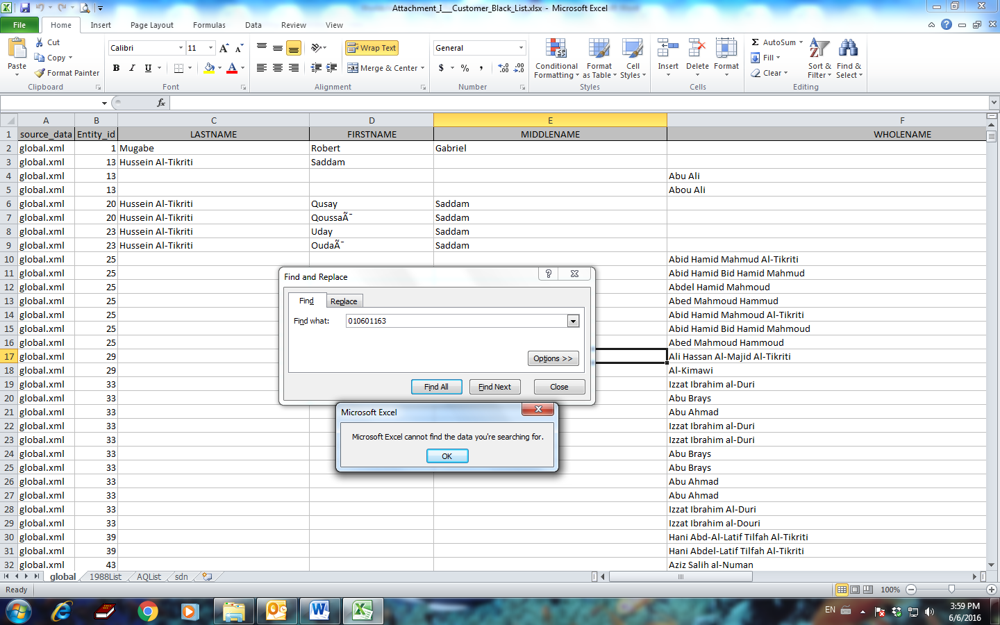 Attachment_I___Customer_Black_List.xlsx - Microsoft Excel
File Home Insert Page Layout Formulas Data Review View
Paste Cut Copy Format Painter
Calibri 11 B I U A A A
Wrap Text Merge & Center
General $ % , .00 .0
Conditional Formatting Format as Table Cell Styles
Insert Delete Format
Σ AutoSum Fill Clear Sort & Filter Find & Select
Clipboard Font Alignment Number Styles Cells Editing
fx
A B C D E F
1 source_data Entity_id LASTNAME FIRSTNAME MIDDLENAME WHOLENAME
2 global.xml 1 Mugabe Robert Gabriel
3 global.xml 13 Hussein Al-Tikriti Saddam
4 global.xml 13 Abu Ali
5 global.xml 13 Abou Ali
6 global.xml 20 Hussein Al-Tikriti Qusay Saddam
7 global.xml 20 Hussein Al-Tikriti QoussaÃ¯ Saddam
8 global.xml 23 Hussein Al-Tikriti Uday Saddam
9 global.xml 23 Hussein Al-Tikriti OudaÃ¯ Saddam
10 global.xml 25 Abid Hamid Mahmud Al-Tikriti
11 global.xml 25 Abid Hamid Bid Hamid Mahmud
12 global.xml 25 Abdel Hamid Mahmoud
13 global.xml 25 Abed Mahmoud Hammud
14 global.xml 25 Abid Hamid Mahmoud Al-Tikriti
15 global.xml 25 Abid Hamid Bid Hamid Mahmoud
16 global.xml 25 Abed Mahmoud Hammoud
17 global.xml 29 Ali Hassan Al-Majid Al-Tikriti
18 global.xml 29 Al-Kimawi
19 global.xml 33 Izzat Ibrahim al-Duri
20 global.xml 33 Abu Brays
21 global.xml 33 Abu Ahmad
22 global.xml 33 Izzat Ibrahim al-Duri
23 global.xml 33 Izzat Ibrahim al-Duri
24 global.xml 33 Abu Brays
25 global.xml 33 Abu Brays
26 global.xml 33 Abu Ahmad
27 global.xml 33 Abu Ahmad
28 global.xml 33 Izzat Ibrahim Al-Duri
29 global.xml 33 Izzat Ibrahim al-Douri
30 global.xml 39 Hani Abd-Al-Latif Tilfah Al-Tikriti
31 global.xml 39 Hani Abdel-Latif Tilfah Al-Tikriti
32 global.xml 43 Aziz Salih al-Numan
Find and Replace
Find Replace
Find what: 010601163
Options >>
Find All Find Next Close
Microsoft Excel
Microsoft Excel cannot find the data you're searching for.
OK
global 1988List AQList sdn
Ready 100%
EN 3:59 PM
6/6/2016